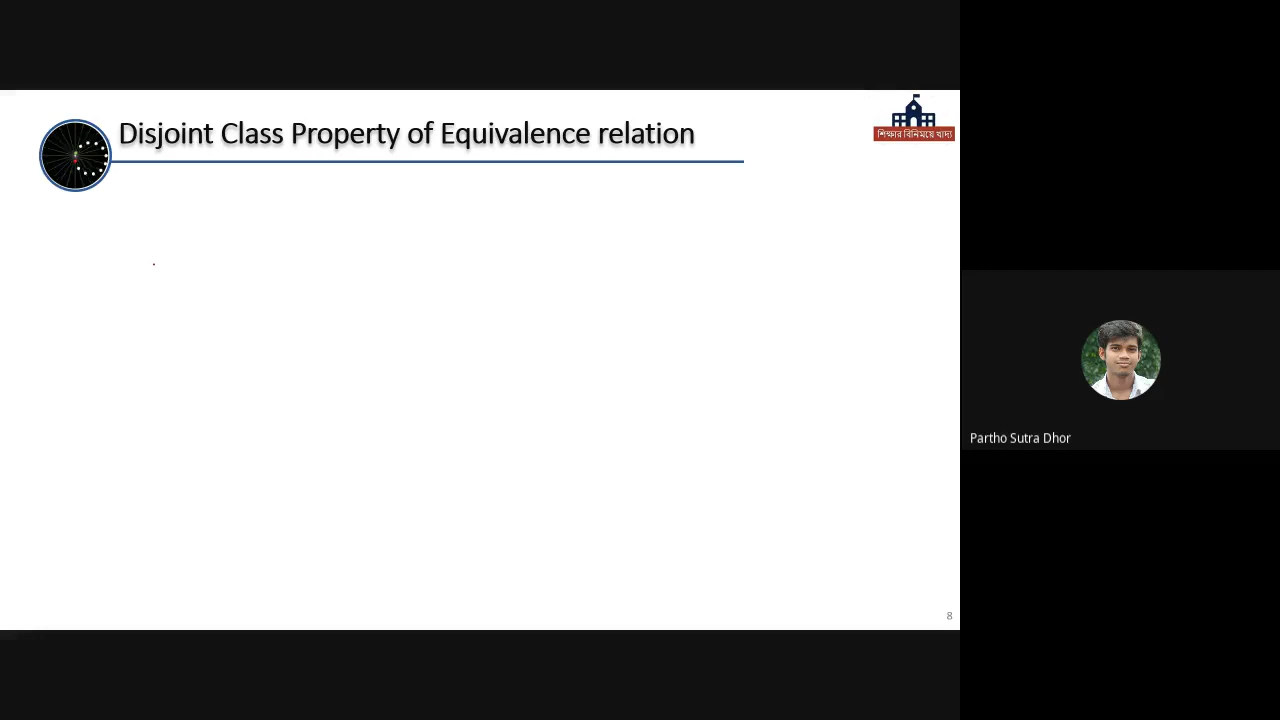 Disjoint Class Property of Equivalence relation
শিক্ষার বিনিময়ে খাদ্য
Partho Sutra Dhor
8